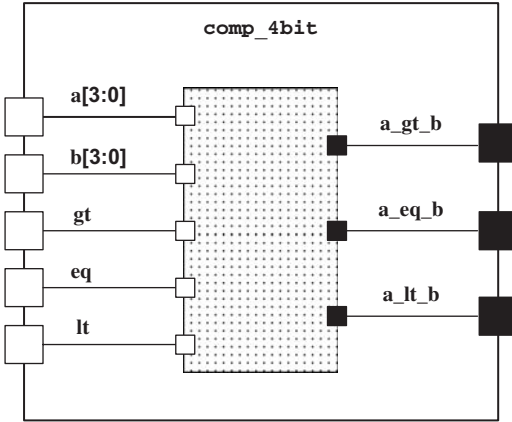 comp_4bit
a[3:0]
b[3:0]
gt
eq
lt
a_gt_b
a_eq_b
a_lt_b